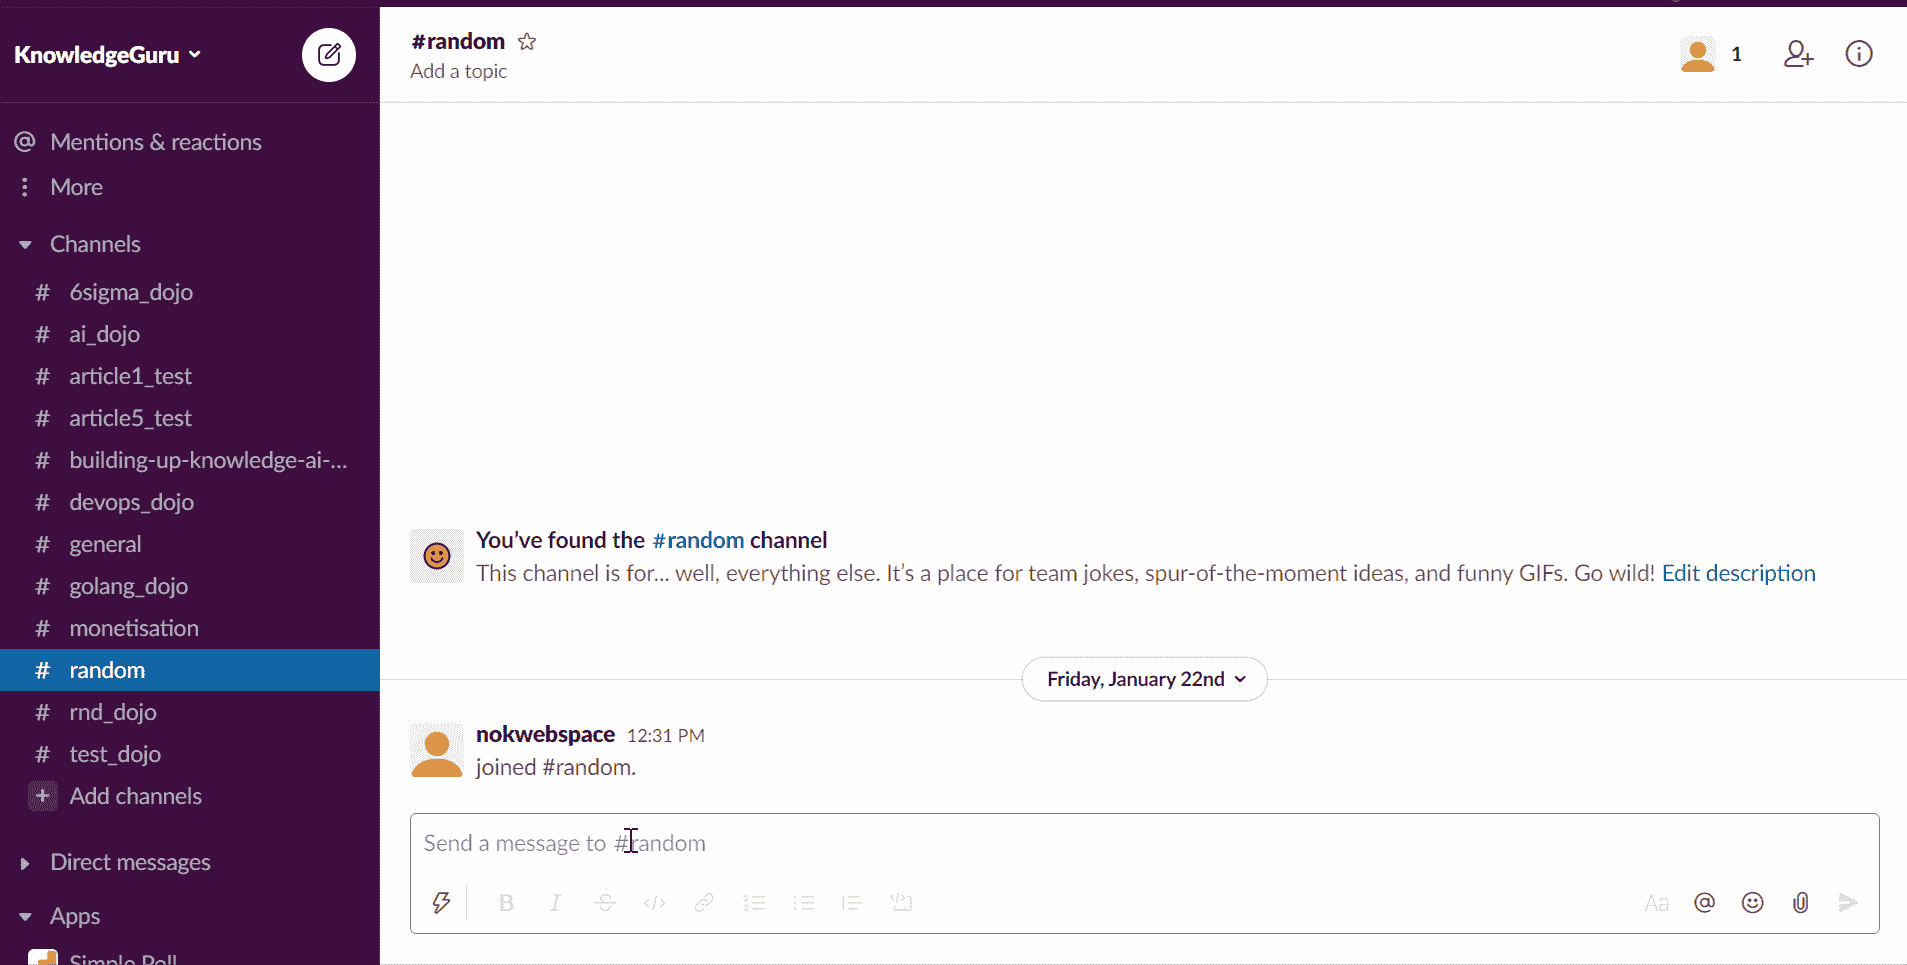 KnowledgeGuru
Mentions & reactions
More
Channels
# 6sigma_dojo
# ai_dojo
# article1_test
# article5_test
# building-up-knowledge-ai-...
# devops_dojo
# general
# golang_dojo
# monetisation
# random
# rnd_dojo
# test_dojo
+ Add channels
Direct messages
Apps
Simple Poll
#random
Add a topic
1
You've found the #random channel
This channel is for... well, everything else. It's a place for team jokes, spur-of-the-moment ideas, and funny GIFs. Go wild! Edit description
Friday, January 22nd
nokwebspace 12:31 PM
joined #random.
Send a message to #random
B I S </> Aa @